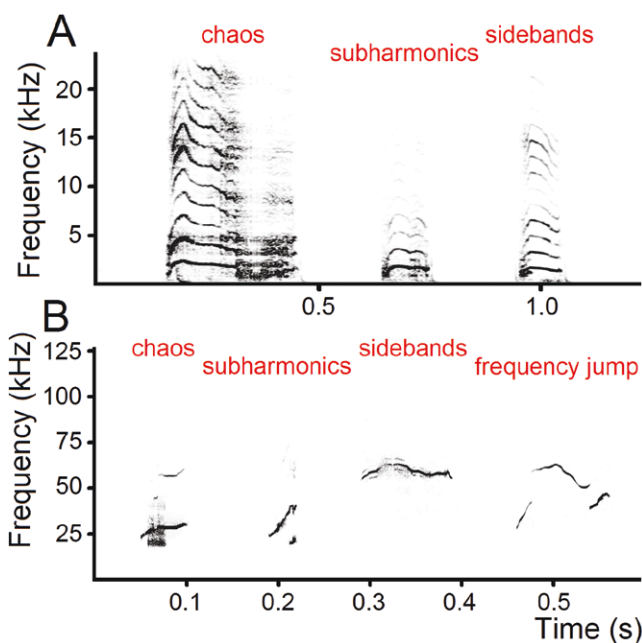 A
chaos
subharmonics
sidebands
Frequency (kHz)
20
15
10
5
0.5
1.0
B
chaos
subharmonics
sidebands
frequency jump
Frequency (kHz)
125
100
75
50
25
0.1
0.2
0.3
0.4
0.5
Time (s)